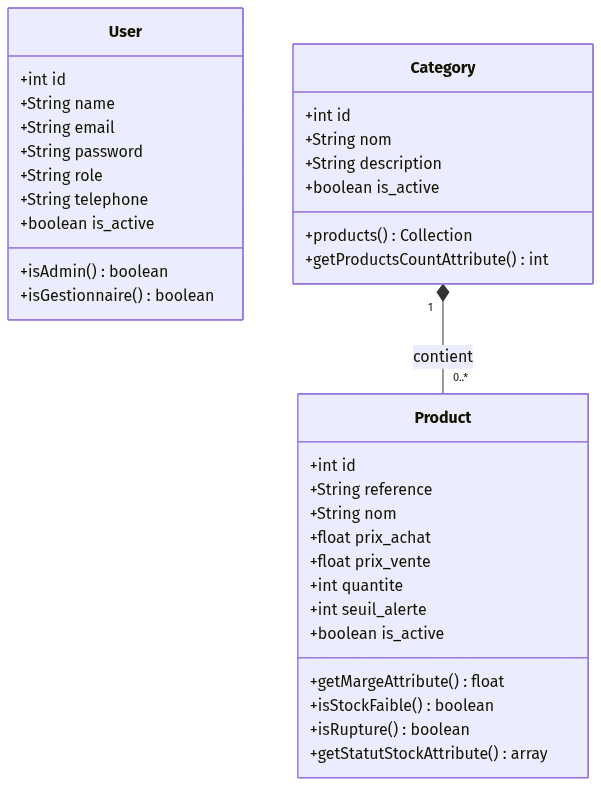 User
+int id
+String name
+String email
+String password
+String role
+String telephone
+boolean is_active
+isAdmin() : boolean
+isGestionnaire() : boolean
Category
+int id
+String nom
+String description
+boolean is_active
+products() : Collection
+getProductsCountAttribute() : int
1
contient
0..*
Product
+int id
+String reference
+String nom
+float prix_achat
+float prix_vente
+int quantite
+int seuil_alerte
+boolean is_active
+getMargeAttribute() : float
+isStockFaible() : boolean
+isRupture() : boolean
+getStatutStockAttribute() : array